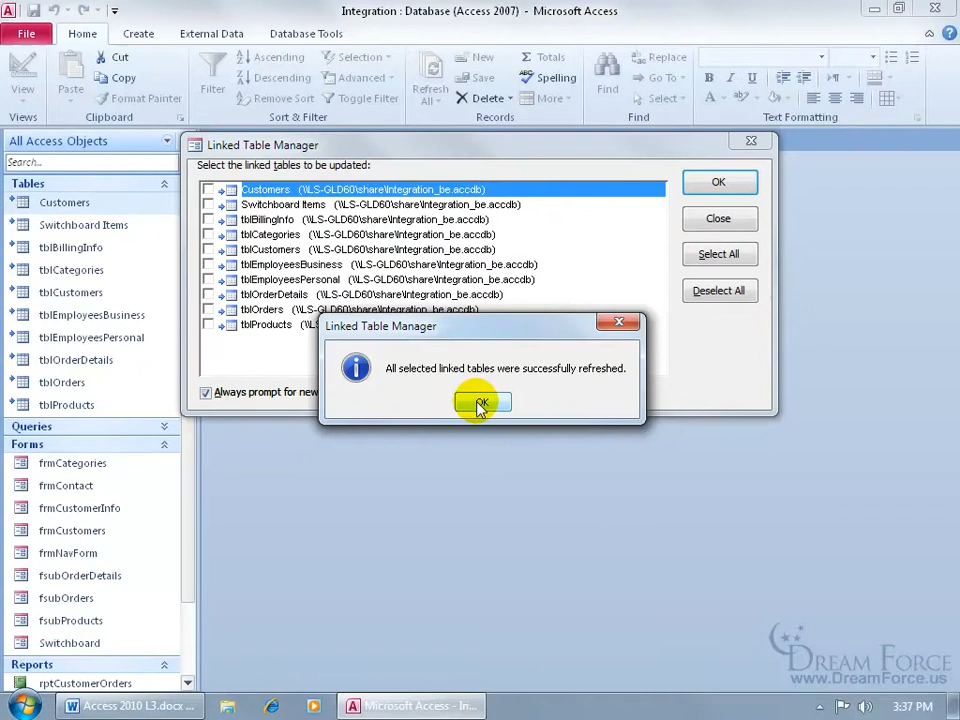 Integration : Database (Access 2007) - Microsoft Access
File Home Create External Data Database Tools
View
Views
Paste
Cut
Copy
Format Painter
Clipboard
Filter
Ascending
Descending
Remove Sort
Selection
Advanced
Toggle Filter
Sort & Filter
Refresh
All
New
Save
Delete
Totals
Spelling
More
Records
Find
Replace
Go To
Select
Find
B I U
A
ab
Text Formatting
All Access Objects
Search...
Tables
Customers
Switchboard Items
tblBillingInfo
tblCategories
tblCustomers
tblEmployeesBusiness
tblEmployeesPersonal
tblOrderDetails
tblOrders
tblProducts
Queries
Forms
frmCategories
frmContact
frmCustomerInfo
frmCustomers
frmNavForm
fsubOrderDetails
fsubOrders
fsubProducts
Switchboard
Reports
rptCustomerOrders
Linked Table Manager
Select the linked tables to be updated:
Customers (\\LS-GLD60\share\Integration_be.accdb)
Switchboard Items (\\LS-GLD60\share\Integration_be.accdb)
tblBillingInfo (\\LS-GLD60\share\Integration_be.accdb)
tblCategories (\\LS-GLD60\share\Integration_be.accdb)
tblCustomers (\\LS-GLD60\share\Integration_be.accdb)
tblEmployeesBusiness (\\LS-GLD60\share\Integration_be.accdb)
tblEmployeesPersonal (\\LS-GLD60\share\Integration_be.accdb)
tblOrderDetails (\\LS-GLD60\share\Integration_be.accdb)
tblOrders (\\LS-GLD60\share\Integration_be.accdb)
tblProducts (\\LS
Always prompt for new
OK
Close
Select All
Deselect All
Linked Table Manager
All selected linked tables were successfully refreshed.
OK
DREAM FORCE
www.DreamForce.us
Access 2010 L3.docx ...
Microsoft Access - In...
3:37 PM